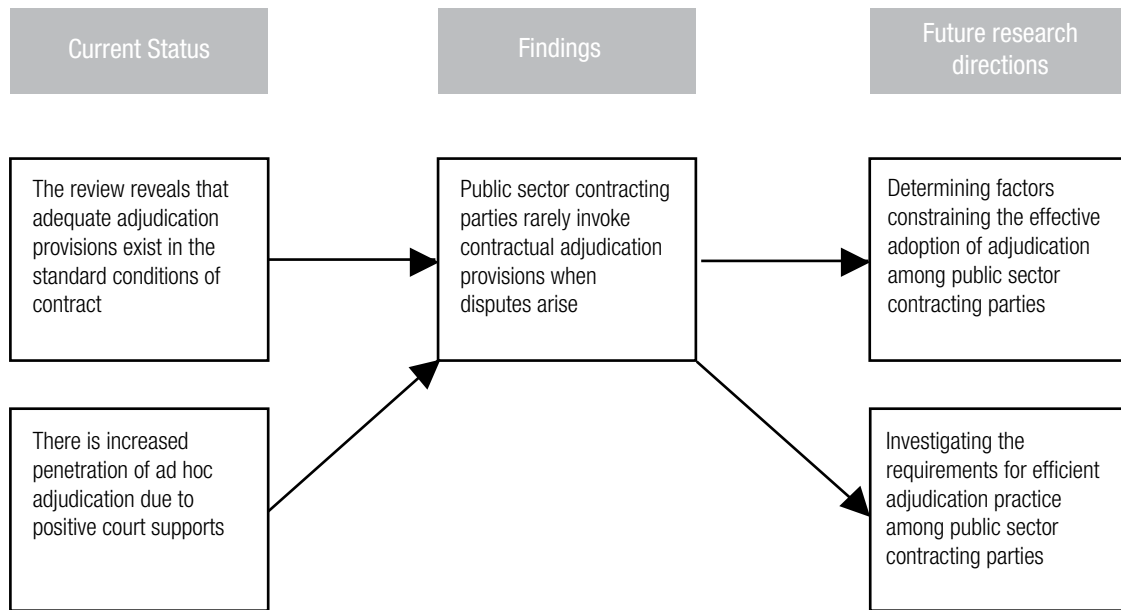 Current Status
Findings
Future research
directions
The review reveals that
adequate adjudication
provisions exist in the
standard conditions of
contract
Public sector contracting
parties rarely invoke
contractual adjudication
provisions when
disputes arise
Determining factors
constraining the effective
adoption of adjudication
among public sector
contracting parties
There is increased
penetration of ad hoc
adjudication due to
positive court supports
Investigating the
requirements for efficient
adjudication practice
among public sector
contracting parties